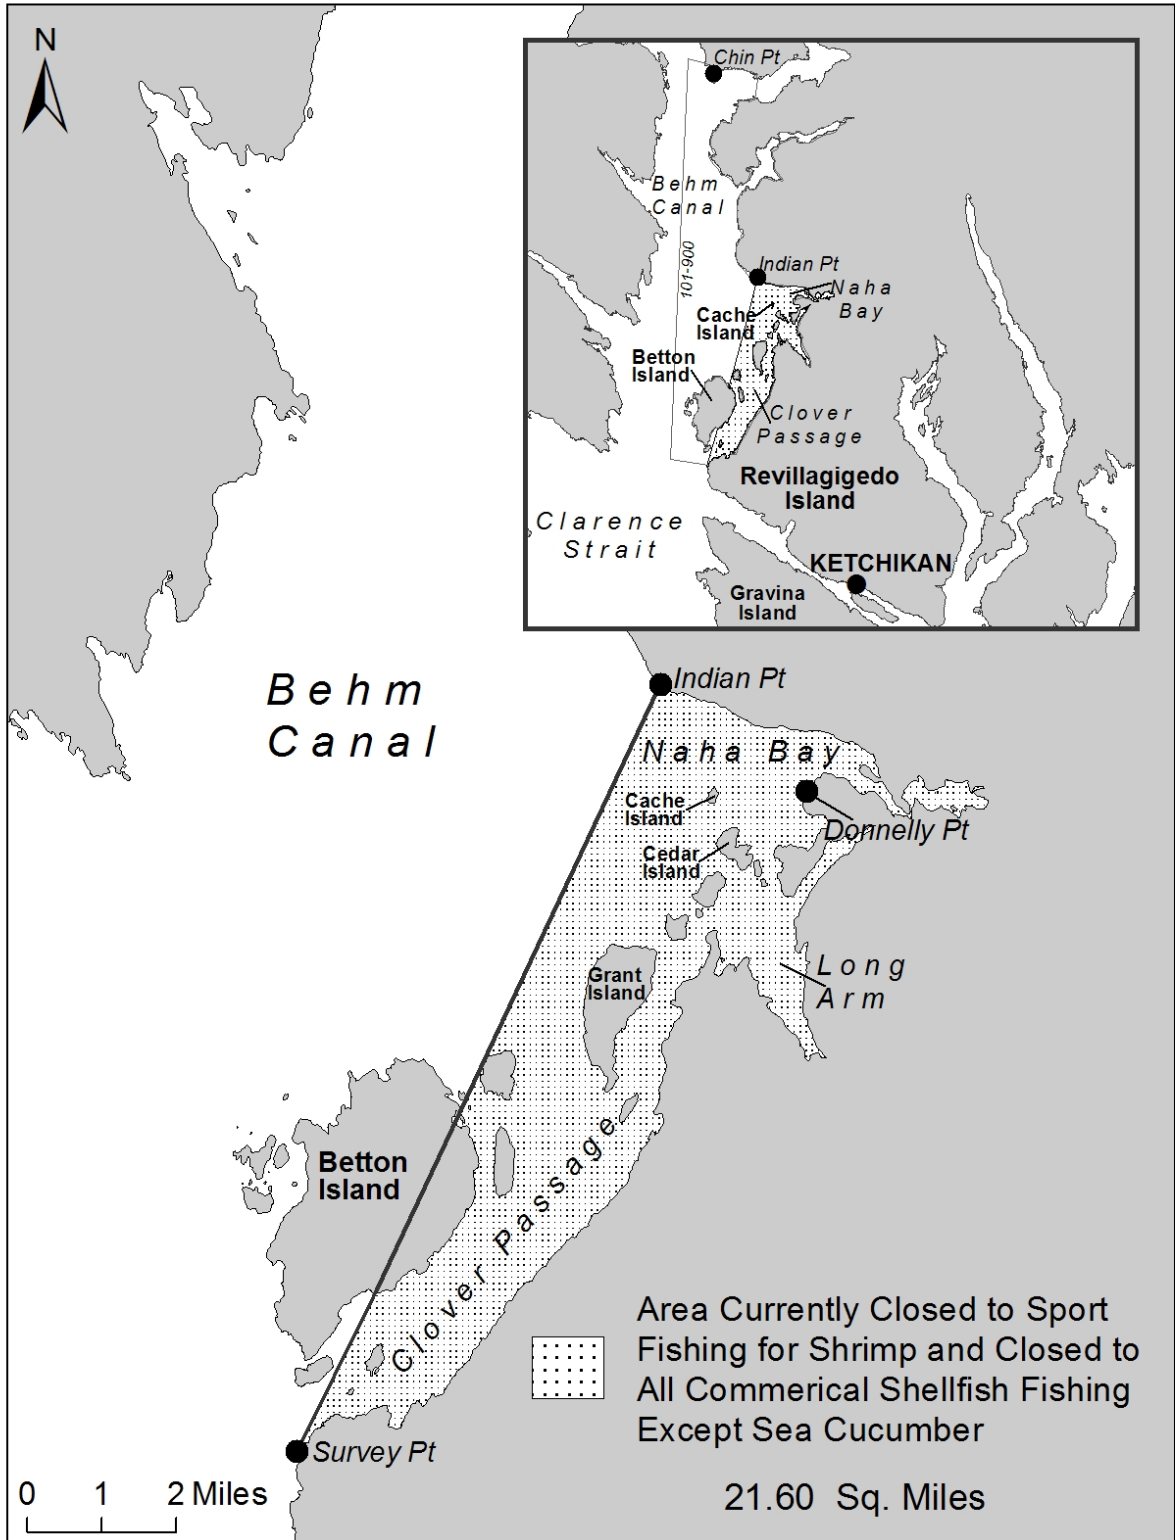 N
Chin Pt
Behm
Canal
101-900
Indian Pt
Naha
Bay
Cache
Island
Betton
Island
Clover
Passage
Revillagigedo
Island
Clarence
Strait
KETCHIKAN
Gravina
Island
Behm
Canal
Indian Pt
Naha Bay
Cache
Island
Donnelly Pt
Cedar
Island
Long
Arm
Grant
Island
Betton
Island
Clover Passage
Area Currently Closed to Sport
Fishing for Shrimp and Closed to
All Commerical Shellfish Fishing
Except Sea Cucumber
Survey Pt
0 1 2 Miles
21.60 Sq. Miles